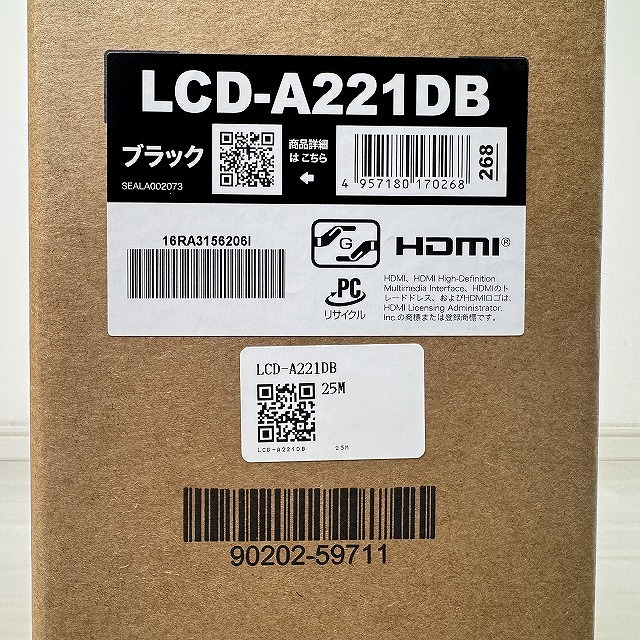 LCD-A221DB
ブラック
SEALA002073
商品詳細
はこちら
4 957180 170268
268
16RA3156206I
G
HDMI®
PC
リサイクル
HDMI、HDMI High-Definition
Multimedia Interface、HDMIのト
レードドレス、およびHDMIロゴは、
HDMI Licensing Administrator,
Inc.の商標または登録商標です。
LCD-A221DB
25M
LCD-A221DB 25M
90202-59711